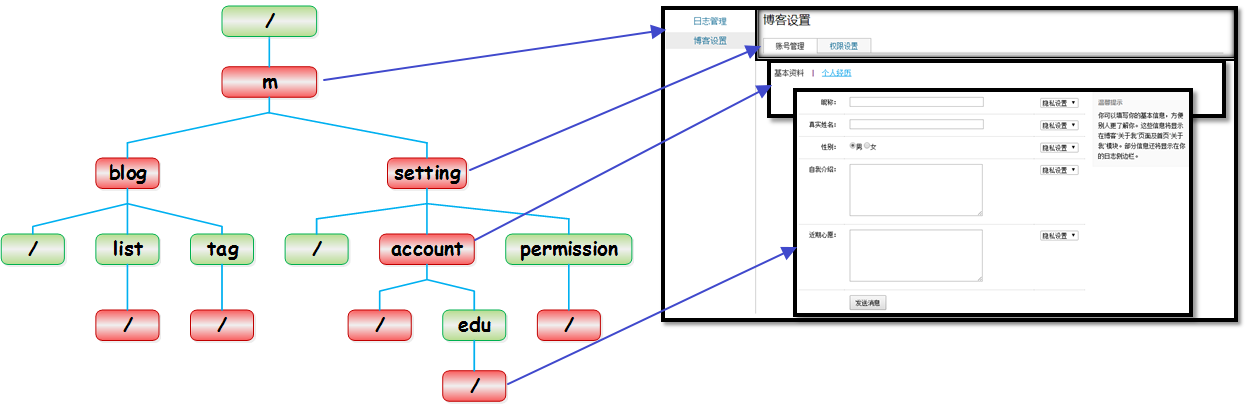 /
m
blog
setting
/
list
tag
/
account
permission
/
/
/
edu
/
/
日志管理
博客设置
博客设置
账号管理
权限设置
基本资料 | 个人经历
昵称:
隐私设置
真实姓名:
隐私设置
性别:
男
女
隐私设置
自我介绍:
隐私设置
近期心愿:
隐私设置
发送消息
温馨提示
你可以填写你的基本信息，方便
别人更了解你。这些信息将显示
在博客"关于我"页面及首页"关于
我"模块。部分信息还将显示在你
的日志侧边栏。